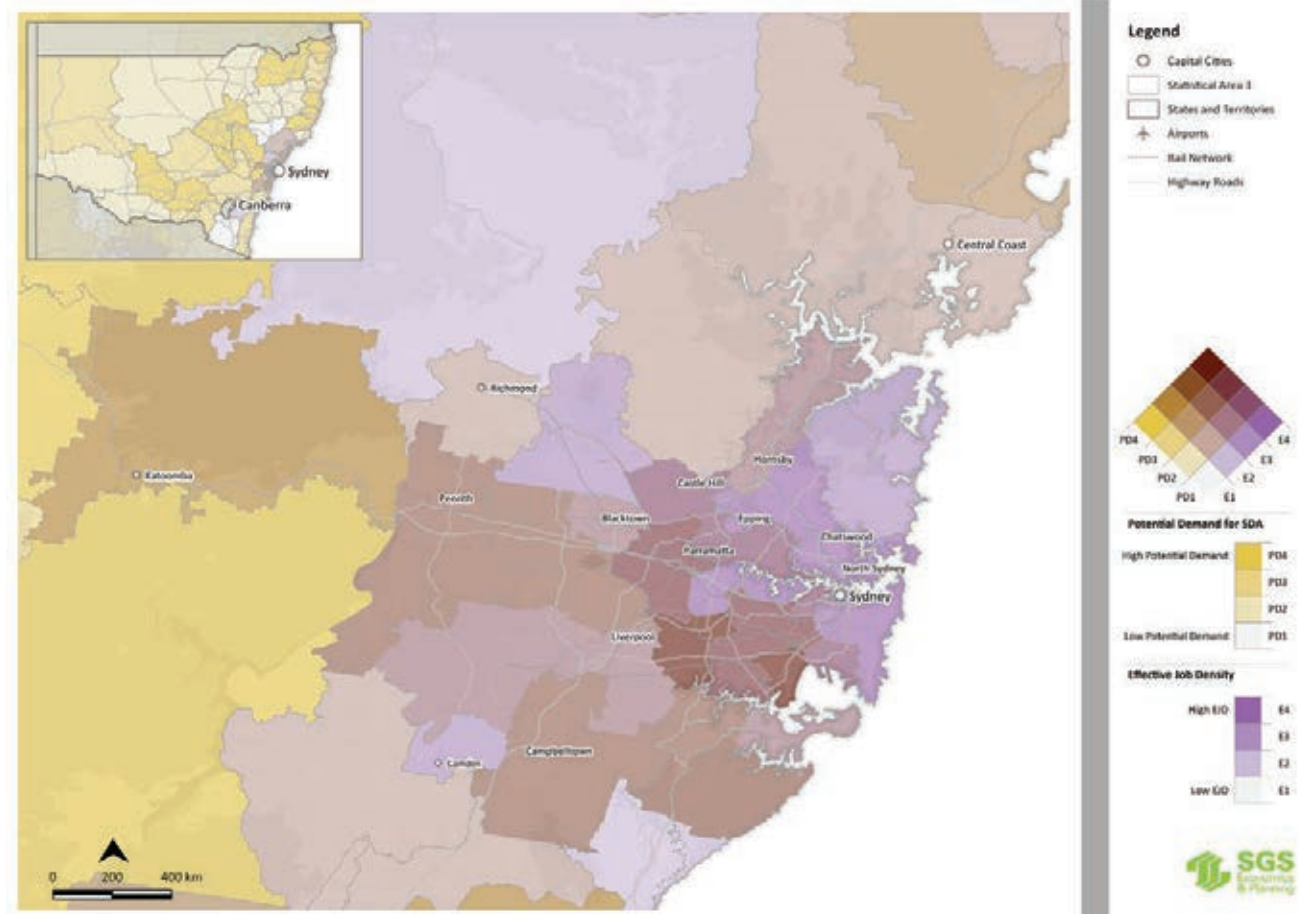 Sydney
Canberra
Central Coast
Richmond
Katoomba
Hornsby
Castle Hill
Penrith
Blacktown
Epping
Chatswood
Parramatta
North Sydney
Sydney
Liverpool
Campbelltown
Camden
0 200 400 km
Legend
Capital Cities
Statistical Area 3
States and Territories
Airports
Rail Network
Highway Roads
PD4 E4
PD3 E3
PD2 E2
PD1 E1
Potential Demand for SDA
High Potential Demand PD4
PD3
PD2
Low Potential Demand PD1
Effective Job Density
High EJD E4
E3
E2
Low EJD E1
SGS
Economics
& Planning